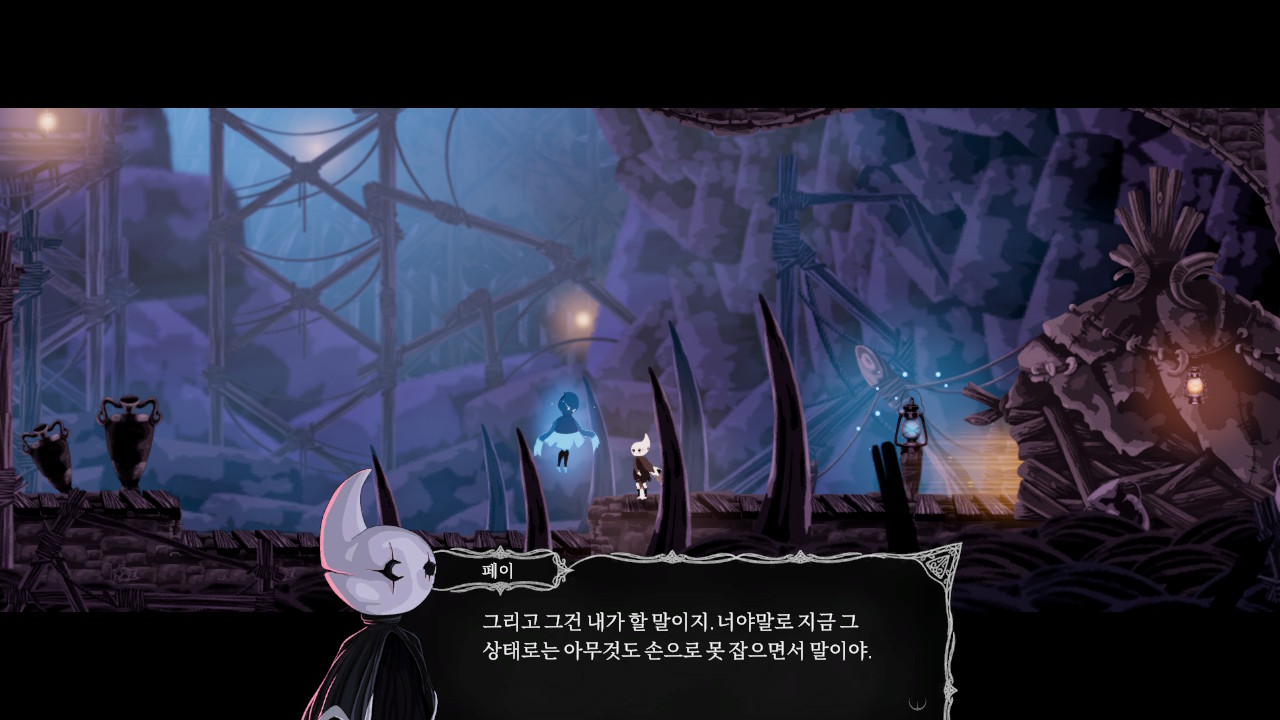 페이
그리고 그건 내가 할 말이지. 너야말로 지금 그
상태로는 아무것도 손으로 못 잡으면서 말이야.